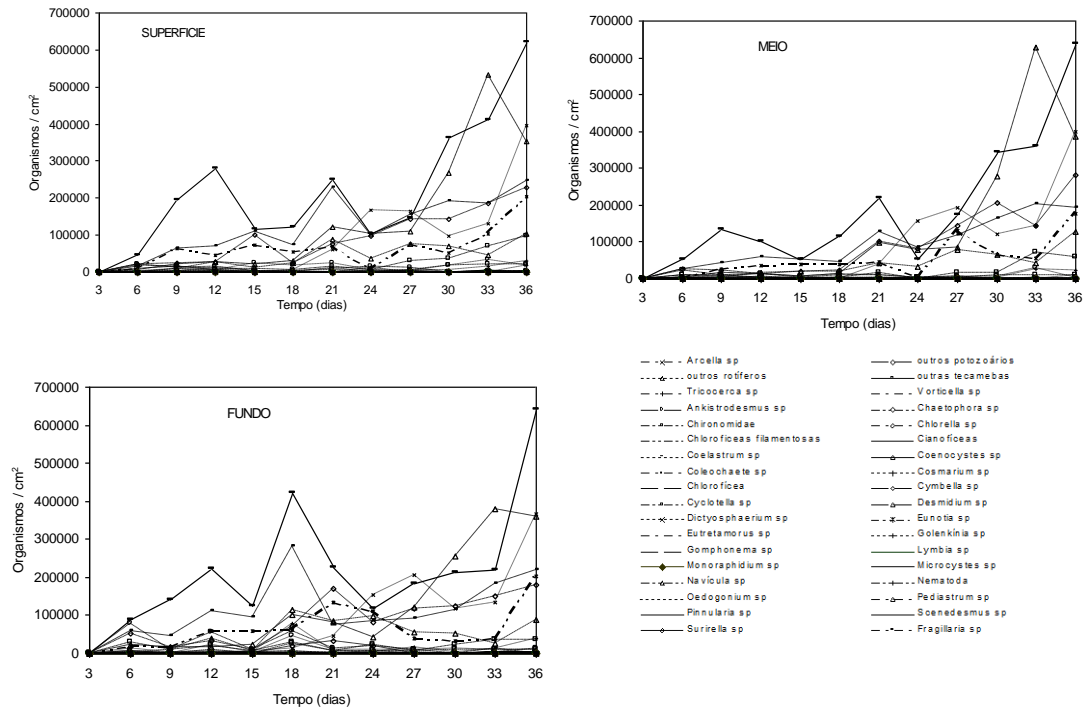 700000
600000
500000
400000
300000
200000
100000
0
Organismos / cm²
SUPERFICIE
3 6 9 12 15 18 21 24 27 30 33 36
Tempo (dias)
700000
600000
500000
400000
300000
200000
100000
0
Organismos / cm²
MEIO
3 6 9 12 15 18 21 24 27 30 33 36
Tempo (dias)
700000
600000
500000
400000
300000
200000
100000
0
Organismos / cm²
FUNDO
3 6 9 12 15 18 21 24 27 30 33 36
Tempo (dias)
Arcella sp
outros rotíferos
Tricocerca sp
Ankistrodesmus sp
Chironomidae
Cloroficeas filamentosas
Coelastrum sp
Coleochaete sp
Clorofícea
Cyclotella sp
Dictyosphaerium sp
Eutretamorus sp
Gomphonema sp
Monoraphidium sp
Navícula sp
Oedogonium sp
Pinnularia sp
Surirella sp
outros potozoários
outras tecamebas
Vorticella sp
Chaetophora sp
Chlorella sp
Cianofíceas
Coenocystes sp
Cosmarium sp
Cymbella sp
Desmidium sp
Eunotia sp
Golenkínia sp
Lymbia sp
Microcystes sp
Nematoda
Pediastrum sp
Scenedesmus sp
Fragillaria sp